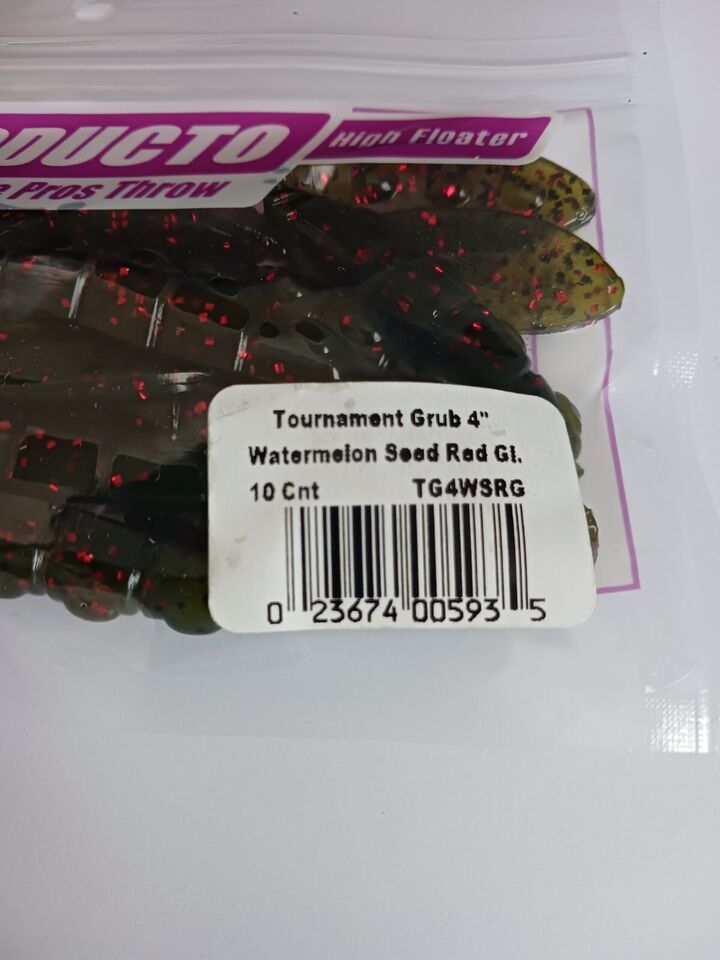 ODUCTO
High Floater
e Pros Throw
Tournament Grub 4"
Watermelon Seed Red Gl.
10 Cnt TG4WSRG
0 23674 00593 5